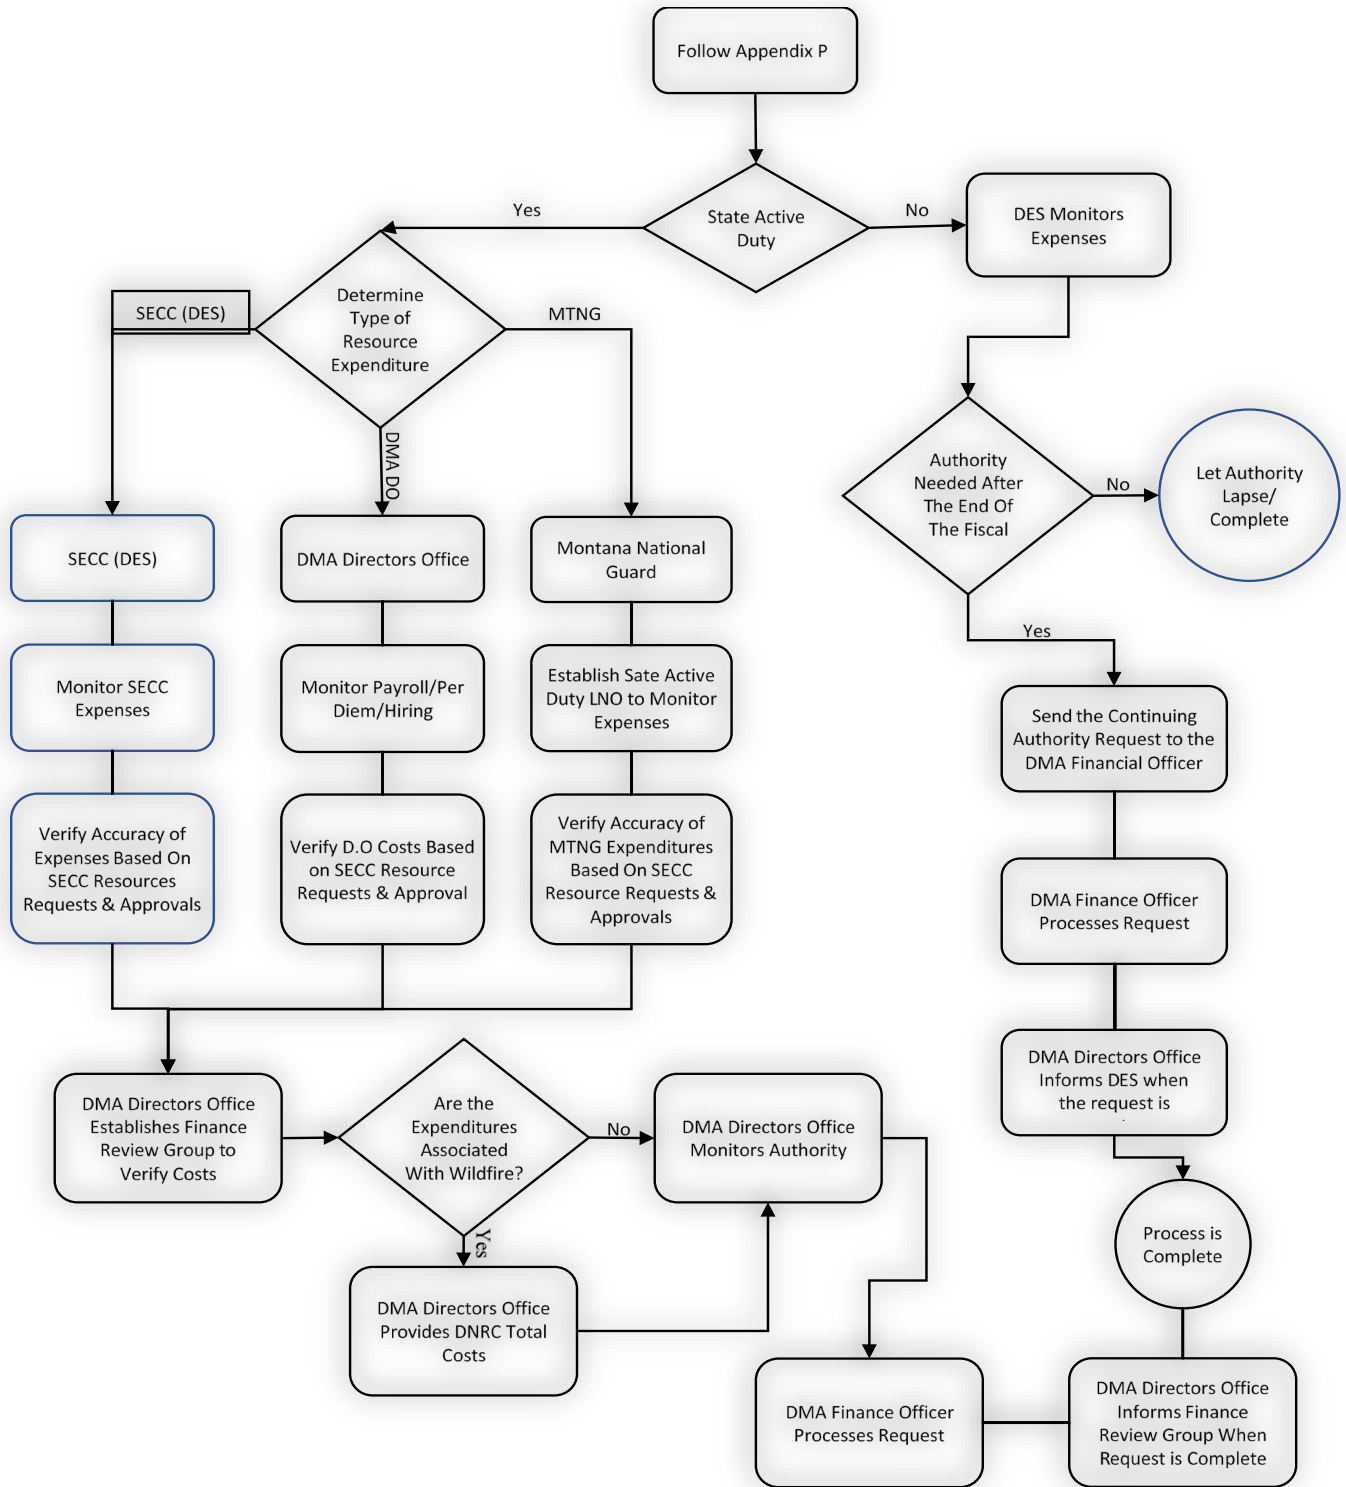 Follow Appendix P
State Active
Duty
Yes
No
DES Monitors
Expenses
Determine
Type of
Resource
Expenditure
SECC (DES)
MTNG
DMA DO
Authority
Needed After
The End Of
The Fiscal
No
Let Authority
Lapse/
Complete
Yes
SECC (DES)
DMA Directors Office
Montana National
Guard
Monitor SECC
Expenses
Monitor Payroll/Per
Diem/Hiring
Establish Sate Active
Duty LNO to Monitor
Expenses
Send the Continuing
Authority Request to the
DMA Financial Officer
Verify Accuracy of
Expenses Based On
SECC Resources
Requests & Approvals
Verify D.O Costs Based
on SECC Resource
Requests & Approval
Verify Accuracy of
MTNG Expenditures
Based On SECC
Resource Requests &
Approvals
DMA Finance Officer
Processes Request
DMA Directors Office
Informs DES when
the request is
DMA Directors Office
Establishes Finance
Review Group to
Verify Costs
Are the
Expenditures
Associated
With Wildfire?
No
Yes
DMA Directors Office
Monitors Authority
Process is
Complete
DMA Directors Office
Provides DNRC Total
Costs
DMA Finance Officer
Processes Request
DMA Directors Office
Informs Finance
Review Group When
Request is Complete